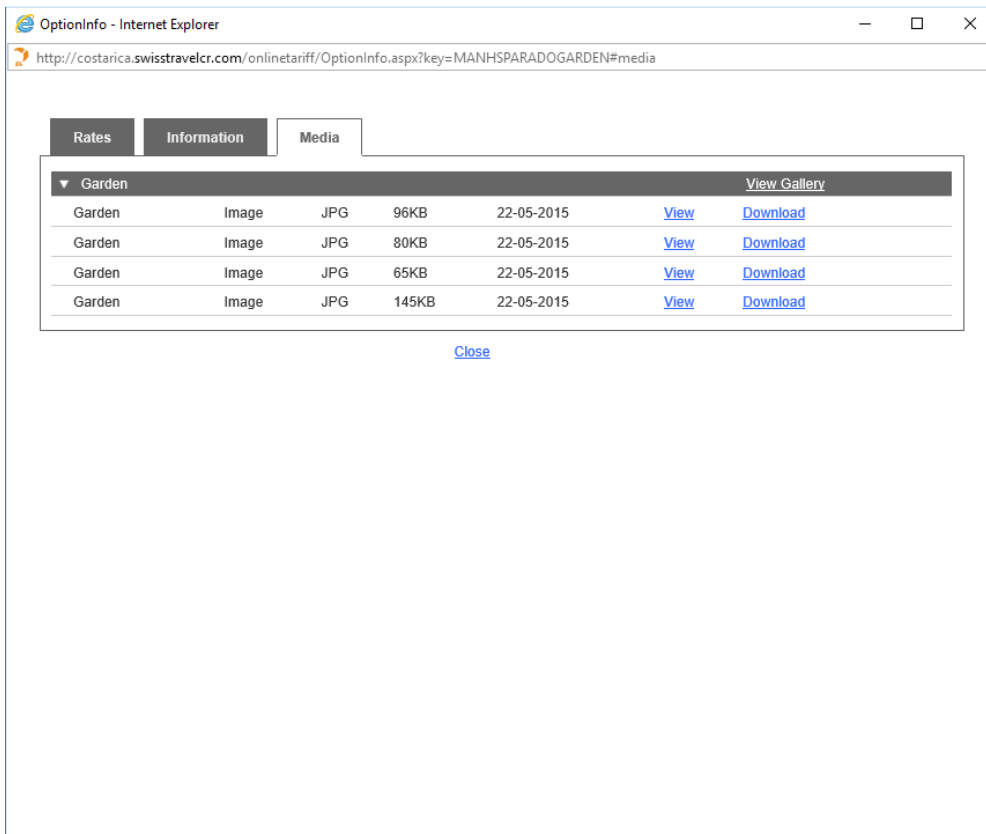 OptionInfo - Internet Explorer
http://costarica.swisstravelcr.com/onlinetariff/OptionInfo.aspx?key=MANHSPARADOGARDEN#media
Rates Information Media
Garden View Gallery
Garden Image JPG 96KB 22-05-2015 View Download
Garden Image JPG 80KB 22-05-2015 View Download
Garden Image JPG 65KB 22-05-2015 View Download
Garden Image JPG 145KB 22-05-2015 View Download
Close